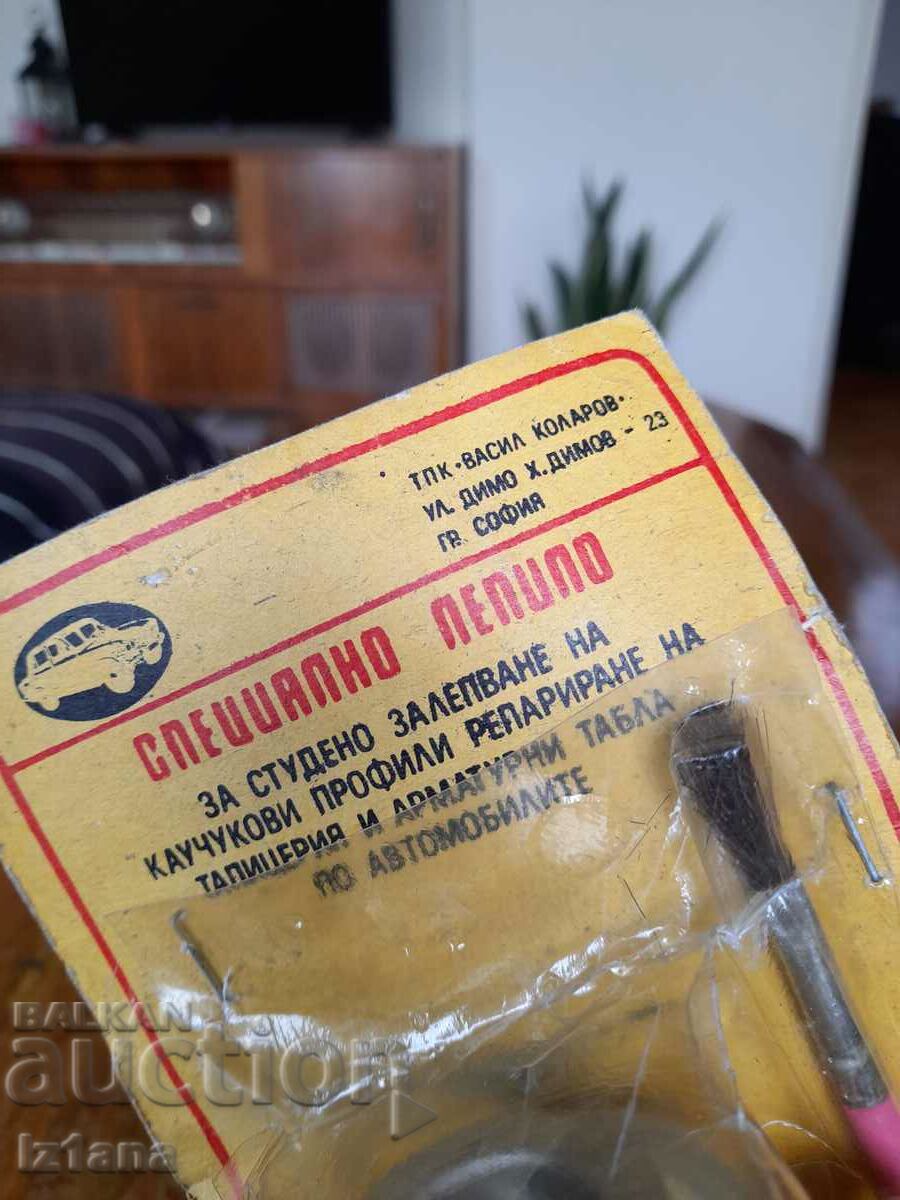 ТПК "ВАСИЛ КОЛАРОВ"
УЛ. ДИМО Х. ДИМОВ - 23
ГР. СОФИЯ
СПЕЦИАЛНО ЛЕПИЛО
ЗА СТУДЕНО ЗАЛЕПВАНЕ НА
КАУЧУКОВИ ПРОФИЛИ РЕПАРИРАНЕ НА
ТАПИЦЕРИЯ И АРМАТУРНИ ТАБЛА
ПО АВТОМОБИЛИТЕ
BALKAN
auction
Iz1ana